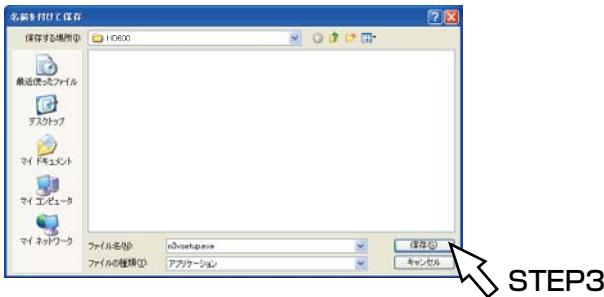 名前を付けて保存
保存する場所(I): HD600
最近使ったファイル
デスクトップ
マイ ドキュメント
マイ コンピュータ
マイ ネットワーク
ファイル名(N): n3vsetup.exe 保存(S)
ファイルの種類(T): アプリケーション キャンセル
STEP3